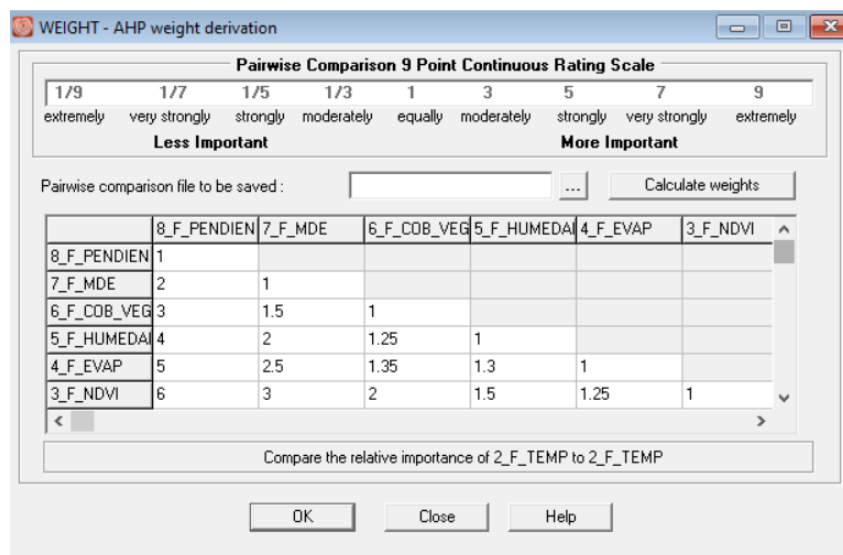 WEIGHT - AHP weight derivation
Pairwise Comparison 9 Point Continuous Rating Scale
1/9 1/7 1/5 1/3 1 3 5 7 9
extremely very strongly strongly moderately equally moderately strongly very strongly extremely
Less Important More Important
Pairwise comparison file to be saved : ... Calculate weights
8_F_PENDIEN 7_F_MDE 6_F_COB_VEG 5_F_HUMEDAI 4_F_EVAP 3_F_NDVI
8_F_PENDIEN 1
7_F_MDE 2 1
6_F_COB_VEG 3 1.5 1
5_F_HUMEDAI 4 2 1.25 1
4_F_EVAP 5 2.5 1.35 1.3 1
3_F_NDVI 6 3 2 1.5 1.25 1
Compare the relative importance of 2_F_TEMP to 2_F_TEMP
OK Close Help